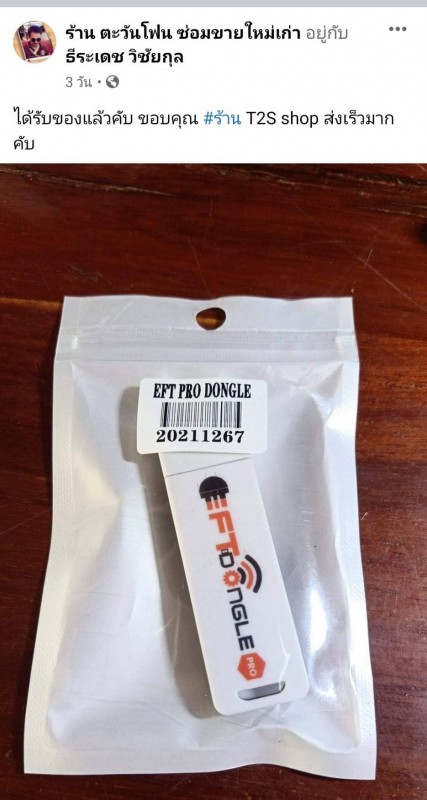 ร้าน ตะวันโฟน ซ่อมขายใหม่เก่า อยู่กับ
ธีระเดช วิชัยกุล
3 วัน
ได้รับของแล้วคับ ขอบคุณ #ร้าน T2S shop ส่งเร็วมาก
คับ
EFT PRO DONGLE
20211267
EFT
DONGLE
PRO